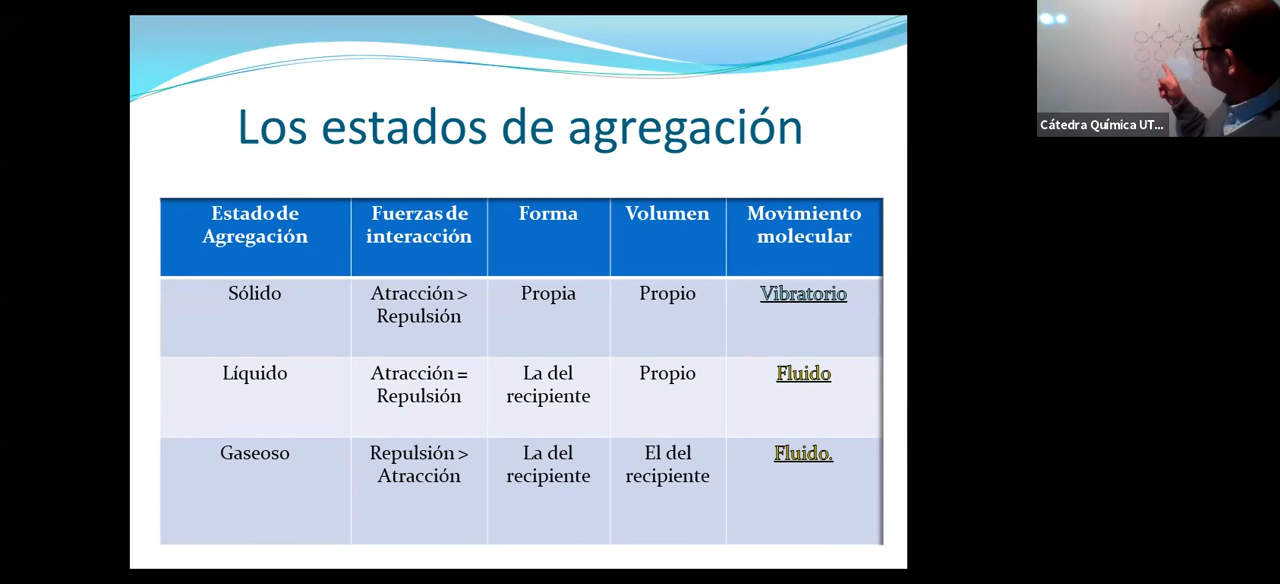 Cátedra Química UT...
Los estados de agregación
Estado de Agregación
Fuerzas de interacción
Forma
Volumen
Movimiento molecular
Sólido
Atracción > Repulsión
Propia
Propio
Vibratorio
Líquido
Atracción = Repulsión
La del recipiente
Propio
Fluido
Gaseoso
Repulsión > Atracción
La del recipiente
El del recipiente
Fluido.